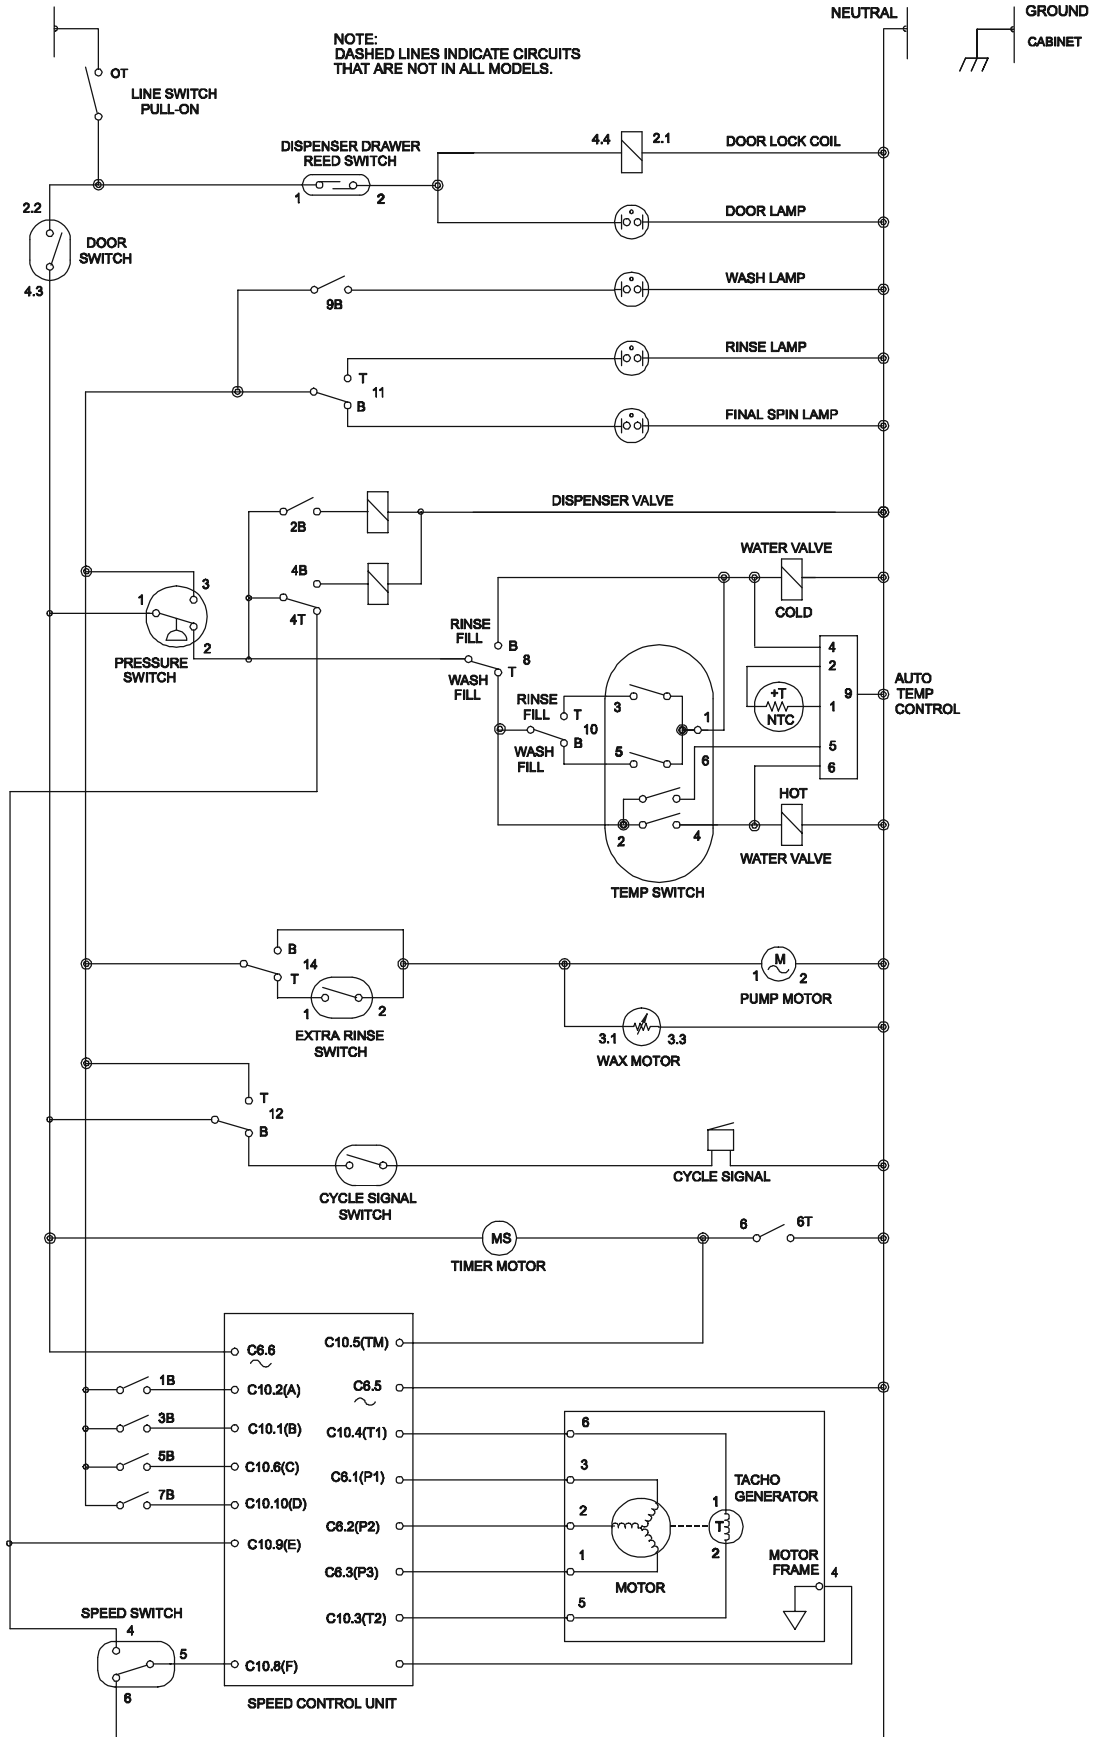 NEUTRAL
GROUND
CABINET
NOTE:
DASHED LINES INDICATE CIRCUITS
THAT ARE NOT IN ALL MODELS.
OT
LINE SWITCH
PULL-ON
DISPENSER DRAWER
REED SWITCH
1
2
4.4
2.1
DOOR LOCK COIL
2.2
DOOR
SWITCH
4.3
DOOR LAMP
9B
WASH LAMP
RINSE LAMP
T
11
B
FINAL SPIN LAMP
2B
DISPENSER VALVE
4B
4T
3
1
2
PRESSURE
SWITCH
WATER VALVE
COLD
RINSE
FILL
B
8
T
WASH
FILL
RINSE
FILL
T
10
B
WASH
FILL
3
1
5
6
2
4
TEMP SWITCH
+T
NTC
4
2
9
1
5
6
AUTO
TEMP
CONTROL
HOT
WATER VALVE
B
14
T
1
2
EXTRA RINSE
SWITCH
M
1
2
PUMP MOTOR
3.1
3.3
WAX MOTOR
T
12
B
CYCLE SIGNAL
SWITCH
CYCLE SIGNAL
MS
TIMER MOTOR
6
6T
C6.6
C10.5(TM)
1B
C10.2(A)
C6.5
3B
C10.1(B)
C10.4(T1)
5B
C10.6(C)
C6.1(P1)
7B
C10.10(D)
C6.2(P2)
C10.9(E)
C6.3(P3)
C10.3(T2)
C10.8(F)
SPEED CONTROL UNIT
SPEED SWITCH
4
5
6
6
3
2
1
5
MOTOR
TACHO
GENERATOR
1
T
2
MOTOR
FRAME
4